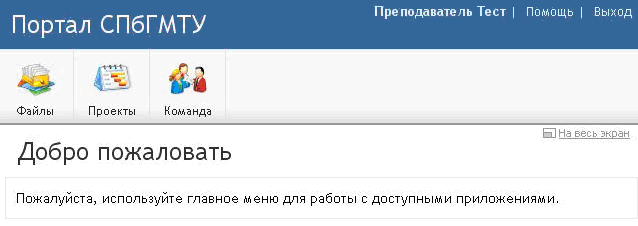 Преподаватель Тест | Помощь | Выход
Портал СПбГМТУ
Файлы Проекты Команда
На весь экран
Добро пожаловать
Пожалуйста, используйте главное меню для работы с доступными приложениями.